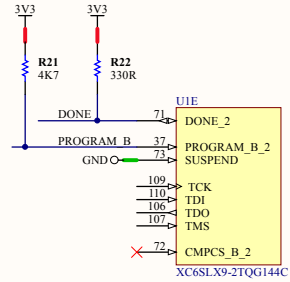 3V3 3V3
R21 R22
4K7 330R
U1E
DONE 71 DONE_2
PROGRAM_B 37 PROGRAM_B_2
GND 73 SUSPEND
109 TCK
110 TDI
106 TDO
107 TMS
72 CMPCS_B_2
XC6SLX9-2TQG144C